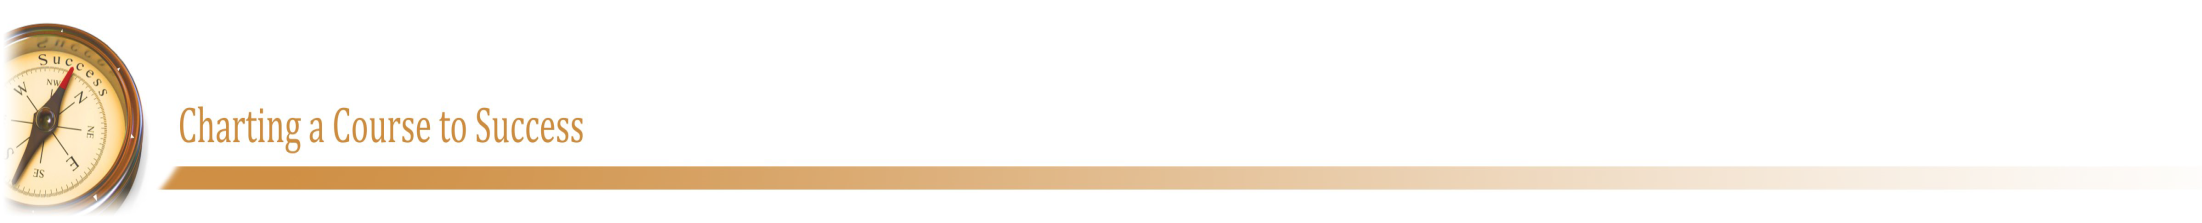 Success
W
NW
N
NE
E
SE
Charting a Course to Success